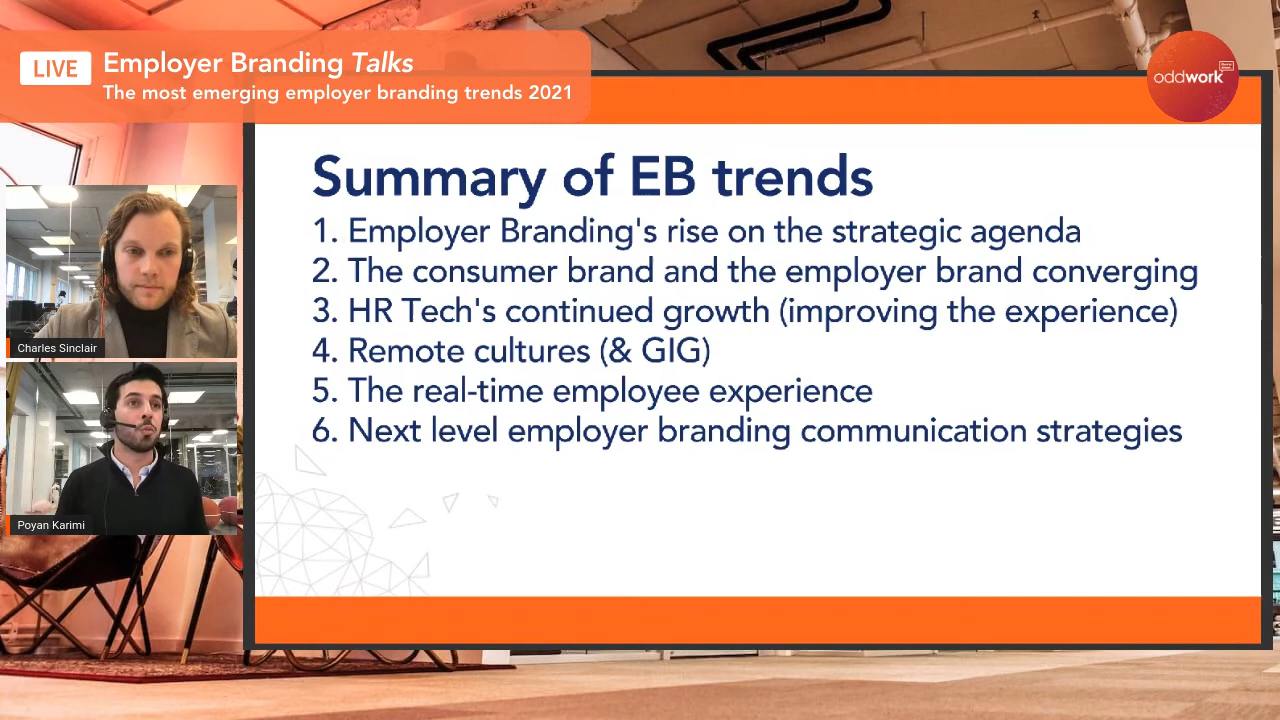 LIVE
Employer Branding Talks
The most emerging employer branding trends 2021
oddwork
Summary of EB trends
1. Employer Branding's rise on the strategic agenda
2. The consumer brand and the employer brand converging
3. HR Tech's continued growth (improving the experience)
4. Remote cultures (& GIG)
5. The real-time employee experience
6. Next level employer branding communication strategies
Charles Sinclair
Poyan Karimi